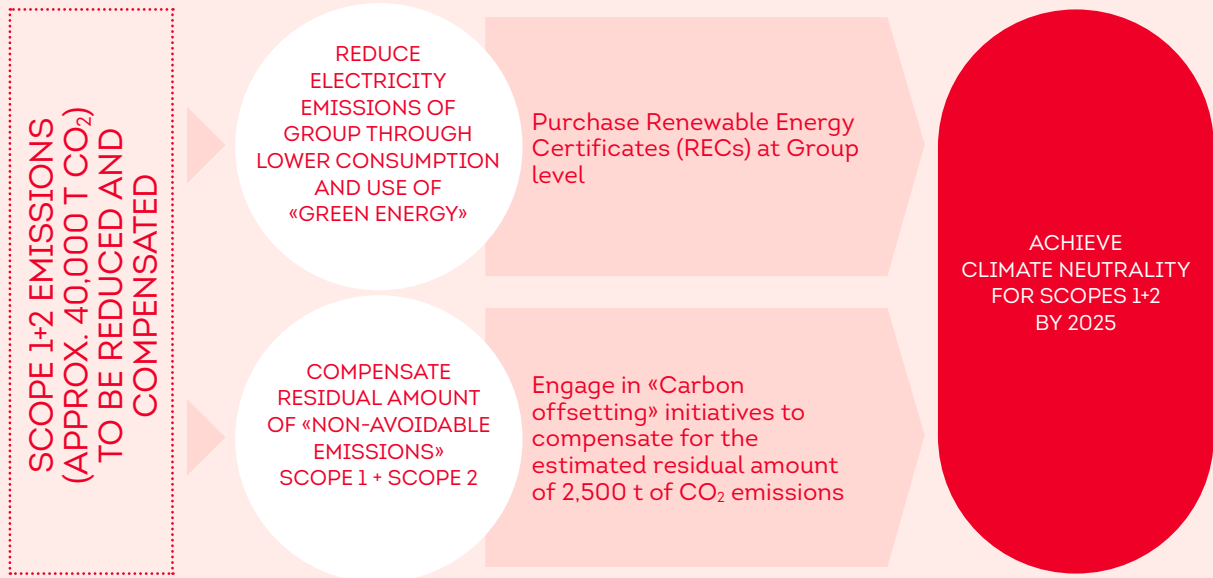 SCOPE 1+2 EMISSIONS
(APPROX. 40,000 T CO₂)
TO BE REDUCED AND
COMPENSATED
REDUCE
ELECTRICITY
EMISSIONS OF
GROUP THROUGH
LOWER CONSUMPTION
AND USE OF
«GREEN ENERGY»
Purchase Renewable Energy
Certificates (RECs) at Group
level
COMPENSATE
RESIDUAL AMOUNT
OF «NON-AVOIDABLE
EMISSIONS»
SCOPE 1 + SCOPE 2
Engage in «Carbon
offsetting» initiatives to
compensate for the
estimated residual amount
of 2,500 t of CO₂ emissions
ACHIEVE
CLIMATE NEUTRALITY
FOR SCOPES 1+2
BY 2025